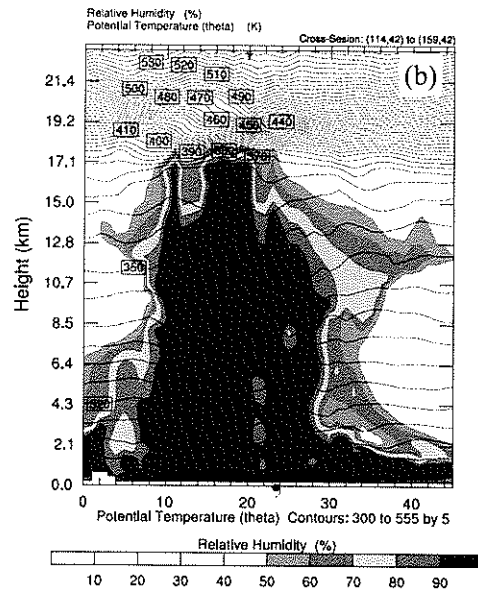 Relative Humidity (%)
Potential Temperature (theta) (K)
Cross-Sesion: (114,42) to (159,42)
(b)
530 520
510
500
480 470 490
460 440
410
400
390
350
Height (km)
21.4
19.2
17.1
15.0
12.8
10.7
8.5
6.4
4.3
2.1
0.0
0 10 20 30 40
Potential Temperature (theta) Contours: 300 to 555 by 5
Relative Humidity (%)
10 20 30 40 50 60 70 80 90